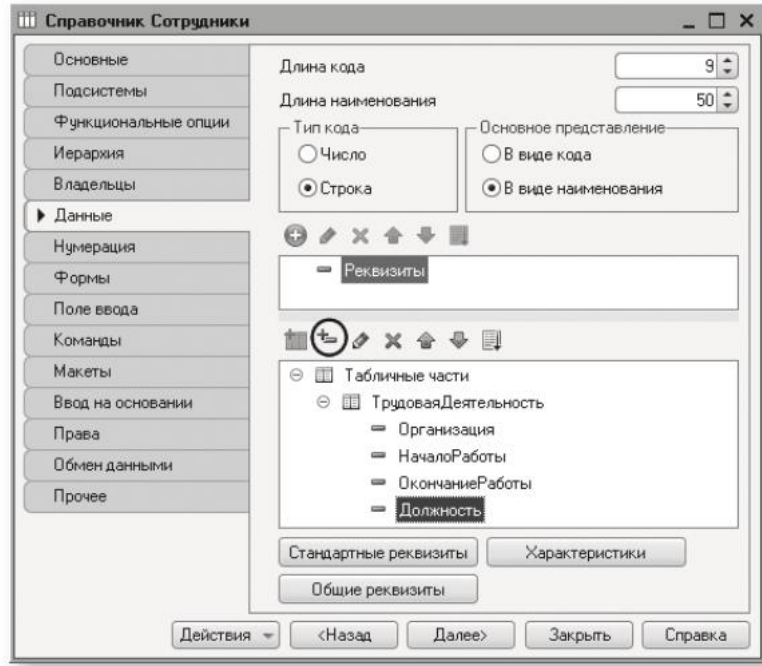 Справочник Сотрудники
Основные
Подсистемы
Функциональные опции
Иерархия
Владельцы
Данные
Нумерация
Формы
Поле ввода
Команды
Макеты
Ввод на основании
Права
Обмен данными
Прочее
Длина кода 9
Длина наименования 50
Тип кода
Число
Строка
Основное представление
В виде кода
В виде наименования
Реквизиты
Табличные части
ТрудоваяДеятельность
Организация
НачалоРаботы
ОкончаниеРаботы
Должность
Стандартные реквизиты Характеристики
Общие реквизиты
Действия <Назад Далее> Закрыть Справка